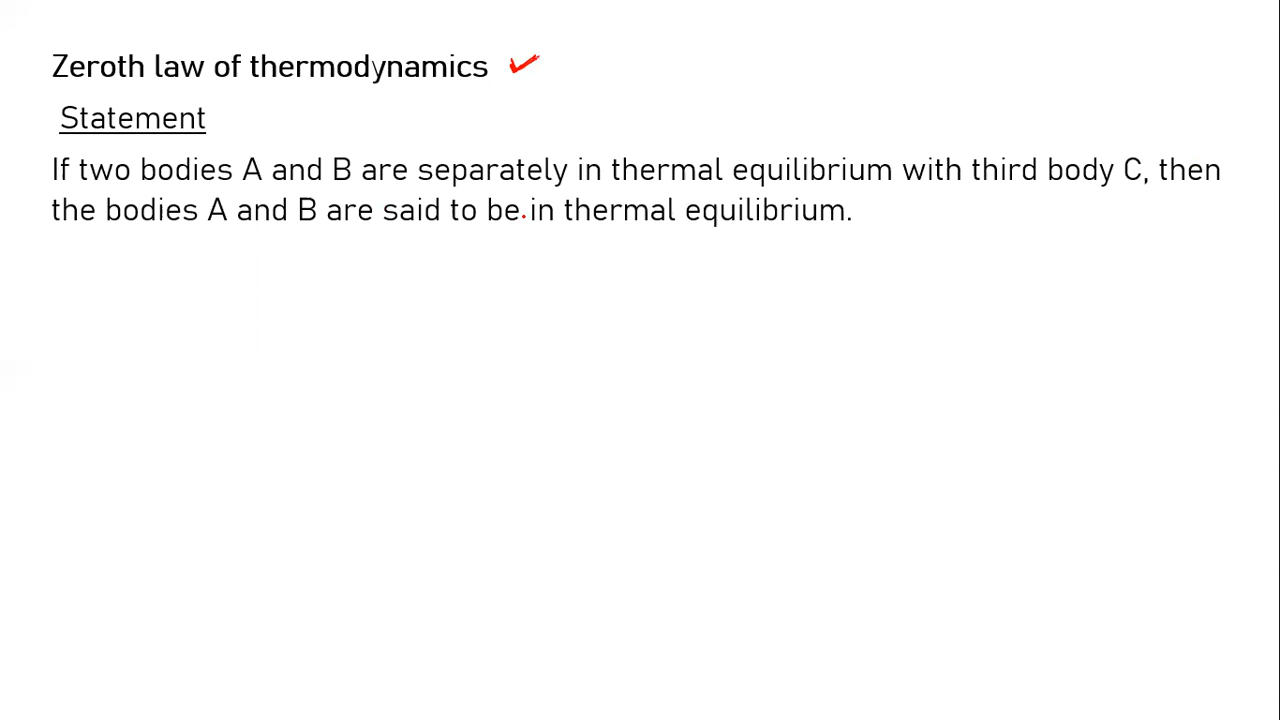 Zeroth law of thermodynamics
Statement
If two bodies A and B are separately in thermal equilibrium with third body C, then
the bodies A and B are said to be in thermal equilibrium.